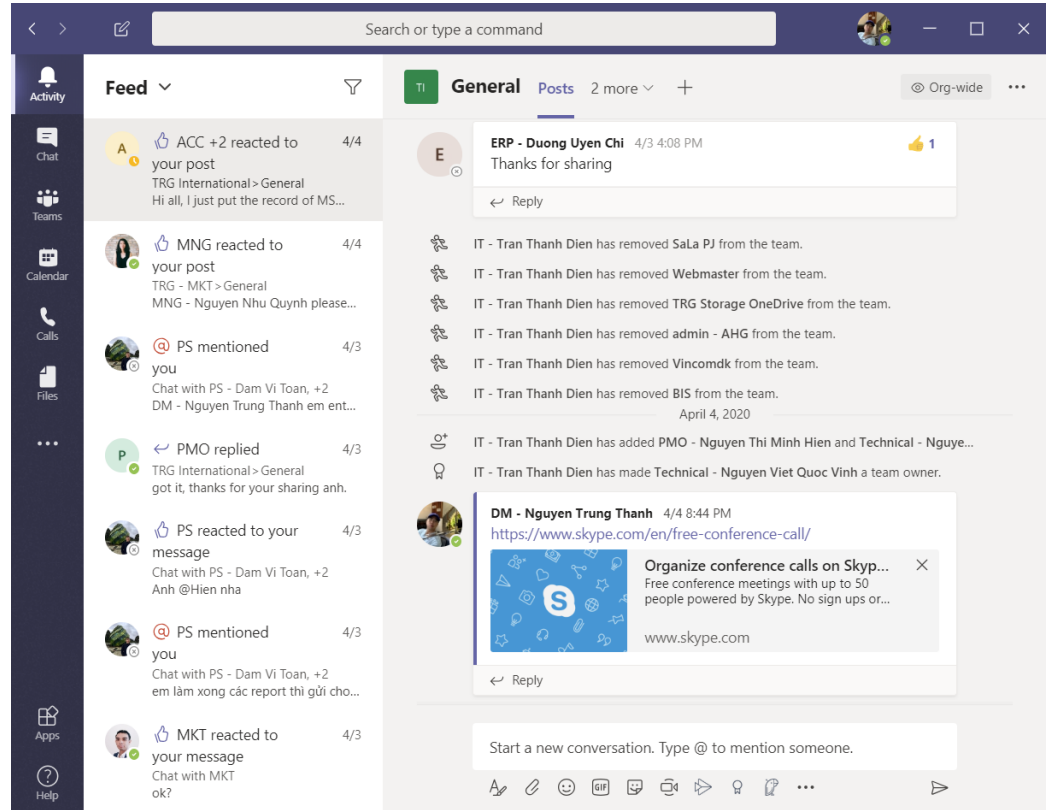 Search or type a command
Activity
Chat
Teams
Calendar
Calls
Files
Apps
Help
Feed
A
ACC +2 reacted to
4/4
your post
TRG International > General
Hi all, I just put the record of MS...
MNG reacted to
4/4
your post
TRG - MKT > General
MNG - Nguyen Nhu Quynh please...
@ PS mentioned
4/3
you
Chat with PS - Dam Vi Toan, +2
DM - Nguyen Trung Thanh em ent...
P
PMO replied
4/3
TRG International > General
got it, thanks for your sharing anh.
PS reacted to your
4/3
message
Chat with PS - Dam Vi Toan, +2
Anh @Hien nha
@ PS mentioned
4/3
you
Chat with PS - Dam Vi Toan, +2
em làm xong các report thì gửi cho...
MKT reacted to
4/3
your message
Chat with MKT
ok?
TI
General
Posts
2 more
Org-wide
...
E
ERP - Duong Uyen Chi 4/3 4:08 PM
1
Thanks for sharing
Reply
IT - Tran Thanh Dien has removed SaLa PJ from the team.
IT - Tran Thanh Dien has removed Webmaster from the team.
IT - Tran Thanh Dien has removed TRG Storage OneDrive from the team.
IT - Tran Thanh Dien has removed admin - AHG from the team.
IT - Tran Thanh Dien has removed Vincomdk from the team.
IT - Tran Thanh Dien has removed BIS from the team.
April 4, 2020
IT - Tran Thanh Dien has added PMO - Nguyen Thi Minh Hien and Technical - Nguye...
IT - Tran Thanh Dien has made Technical - Nguyen Viet Quoc Vinh a team owner.
DM - Nguyen Trung Thanh 4/4 8:44 PM
https://www.skype.com/en/free-conference-call/
S
Organize conference calls on Skyp...
Free conference meetings with up to 50
people powered by Skype. No sign ups or...
www.skype.com
Reply
Start a new conversation. Type @ to mention someone.
GIF